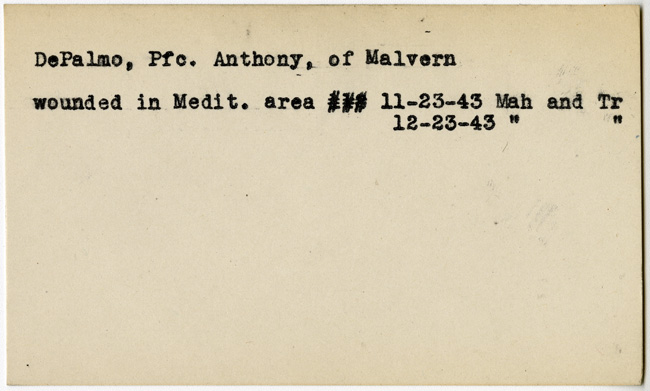 DePalmo, Pfc. Anthony, of Malvern
wounded in Medit. area ### 11-23-43 Mah and Tr
12-23-43 " "